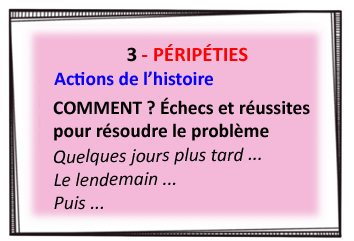 3 - PÉRIPÉTIES
Actions de l’histoire
COMMENT ? Échecs et réussites
pour résoudre le problème
Quelques jours plus tard ...
Le lendemain ...
Puis ...